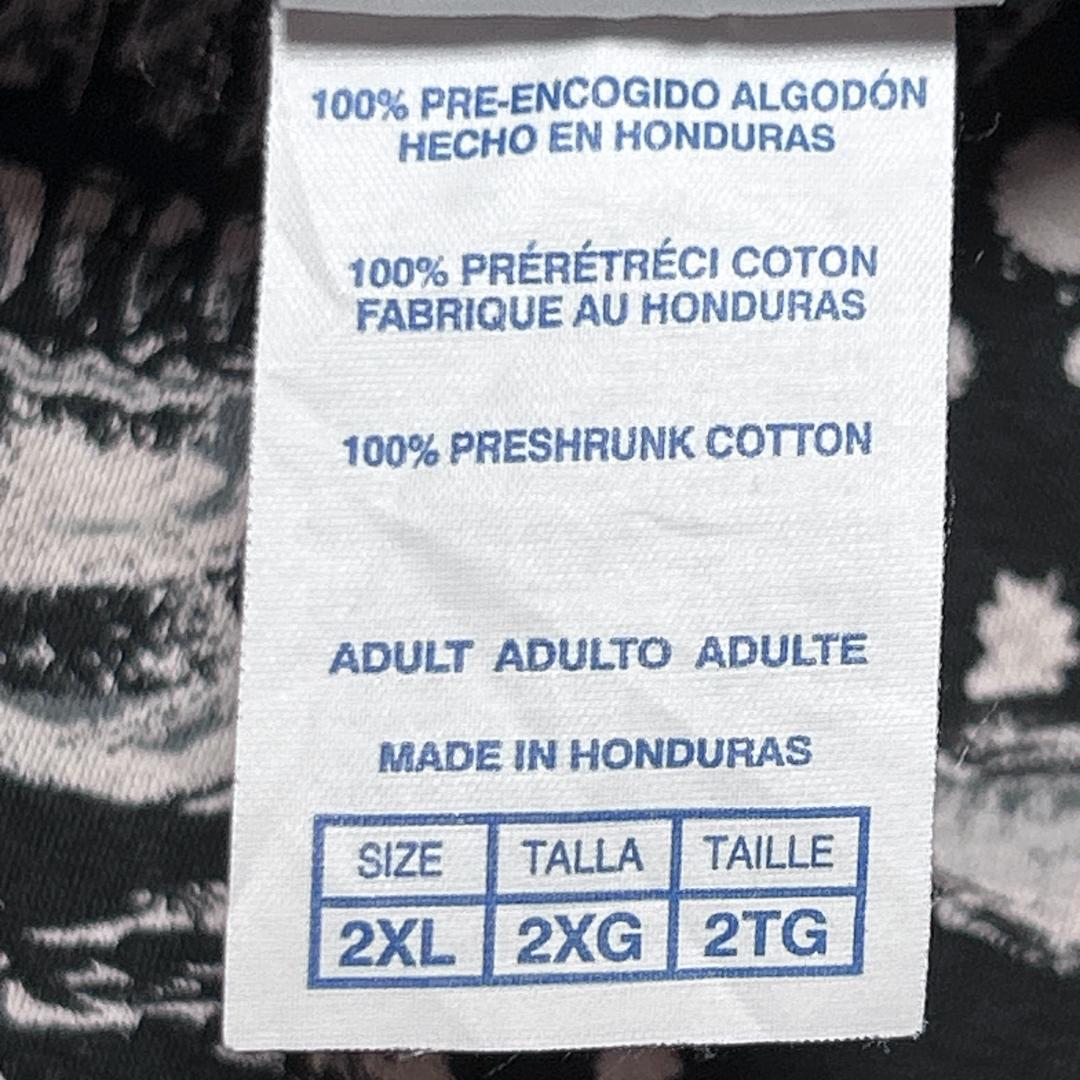 100% PRE-ENCOGIDO ALGODÓN
HECHO EN HONDURAS
100% PRÉRÉTRÉCI COTON
FABRIQUE AU HONDURAS
100% PRESHRUNK COTTON
ADULT ADULTO ADULTE
MADE IN HONDURAS
SIZE TALLA TAILLE
2XL 2XG 2TG